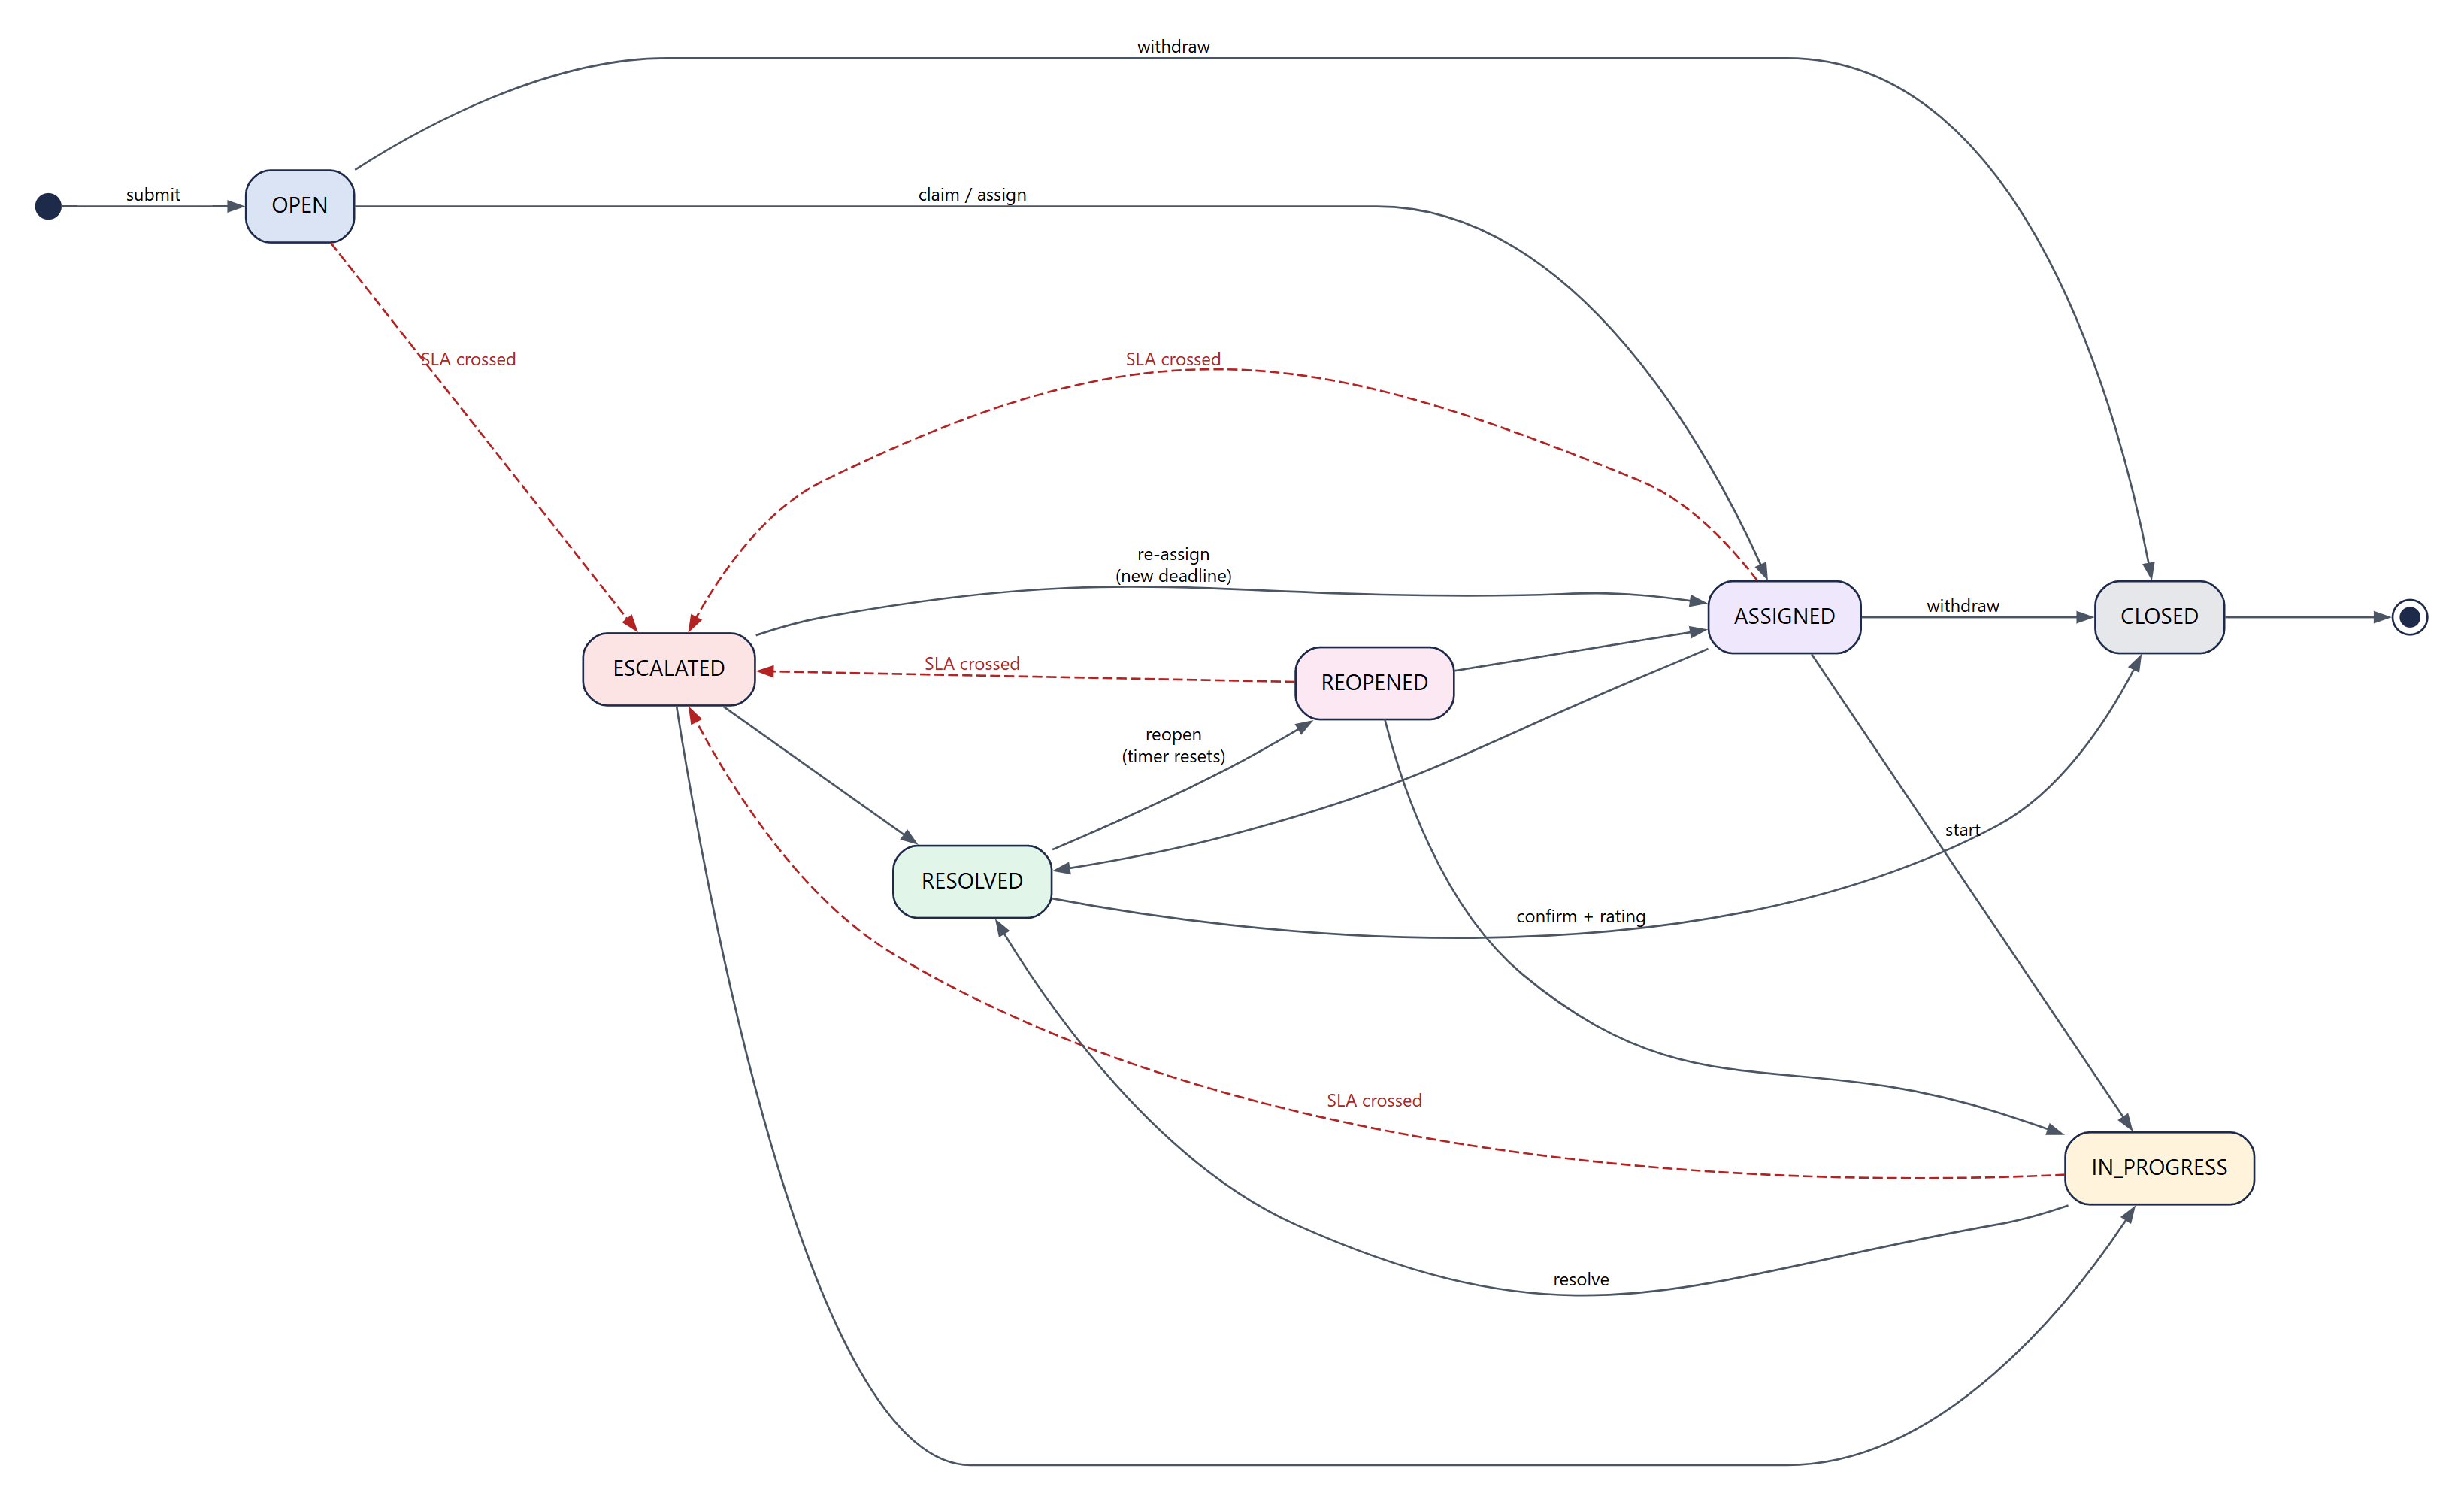 withdraw
submit
OPEN
claim / assign
SLA crossed
SLA crossed
re-assign
(new deadline)
ASSIGNED
withdraw
CLOSED
ESCALATED
SLA crossed
REOPENED
reopen
(timer resets)
start
RESOLVED
confirm + rating
SLA crossed
IN_PROGRESS
resolve